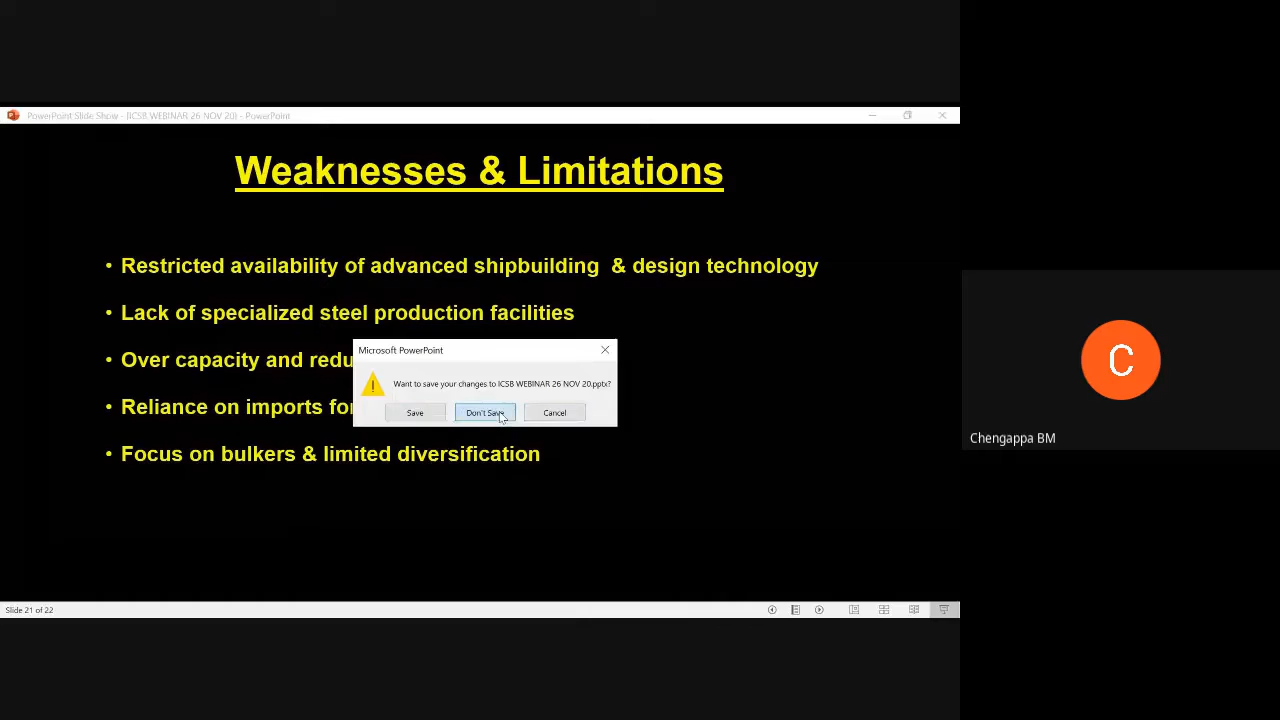 PowerPoint Slide Show - (ICSB WEBINAR 26 NOV 20) - PowerPoint
Weaknesses & Limitations
• Restricted availability of advanced shipbuilding & design technology
• Lack of specialized steel production facilities
• Over capacity and redu
Microsoft PowerPoint
Want to save your changes to ICSB WEBINAR 26 NOV 20.pptx?
Save
Don't Save
Cancel
• Reliance on imports for
• Focus on bulkers & limited diversification
Slide 21 of 22
C
Chengappa BM